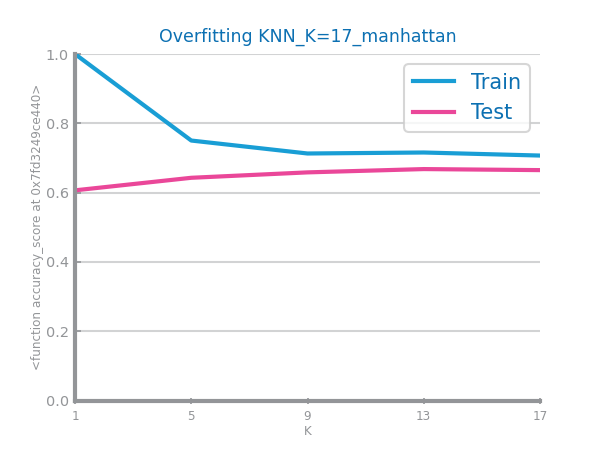 Overfitting KNN_K=17_manhattan
<function accuracy_score at 0x7fd3249ce440>
1.0
0.8
0.6
0.4
0.2
0.0
Train
Test
1 5 9 13 17
K